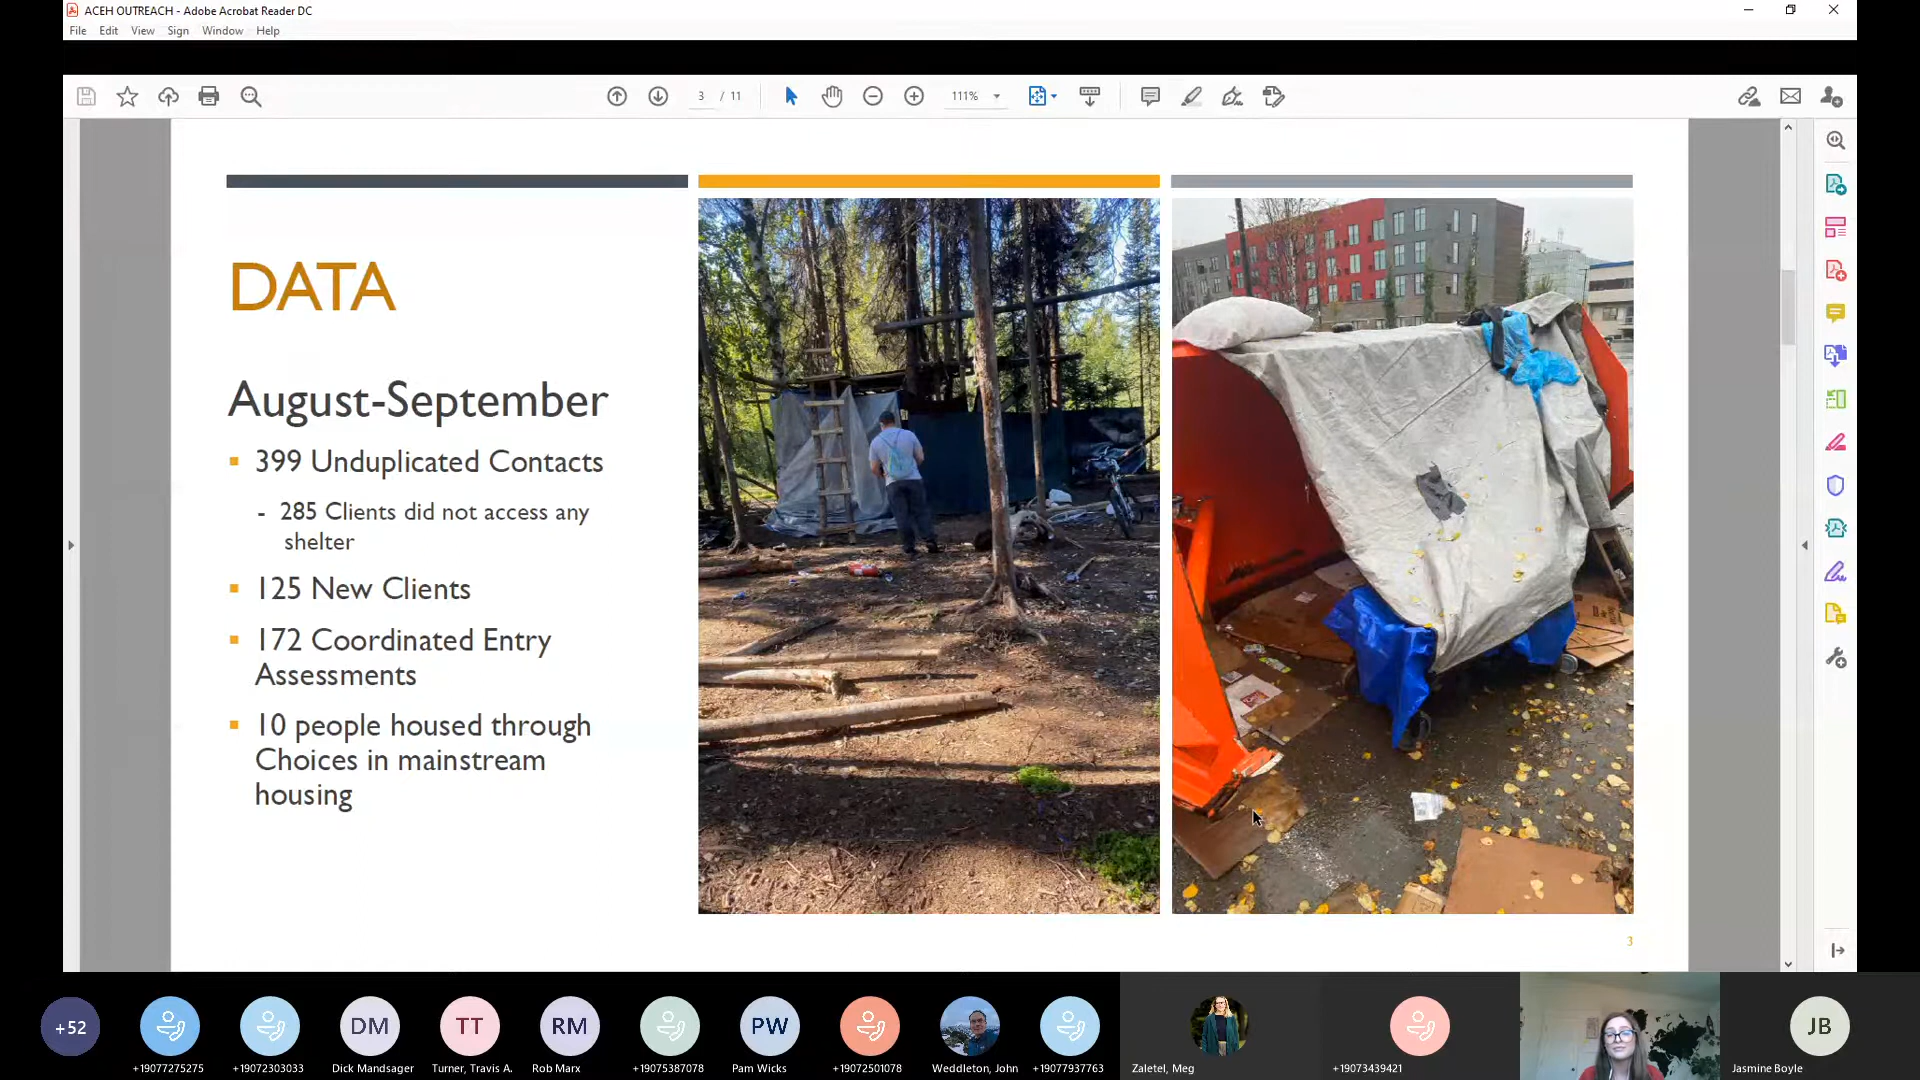 ACEH OUTREACH - Adobe Acrobat Reader DC
File Edit View Sign Window Help
3 / 11
111%
DATA
August-September
399 Unduplicated Contacts
- 285 Clients did not access any
shelter
125 New Clients
172 Coordinated Entry
Assessments
10 people housed through
Choices in mainstream
housing
3
+52
DM
TT
RM
PW
JB
+19077275275
+19072303033
Dick Mandsager
Turner, Travis A.
Rob Marx
+19075387078
Pam Wicks
+19072501078
Weddleton, John
+19077937763
Zaletel, Meg
+19073439421
Jasmine Boyle